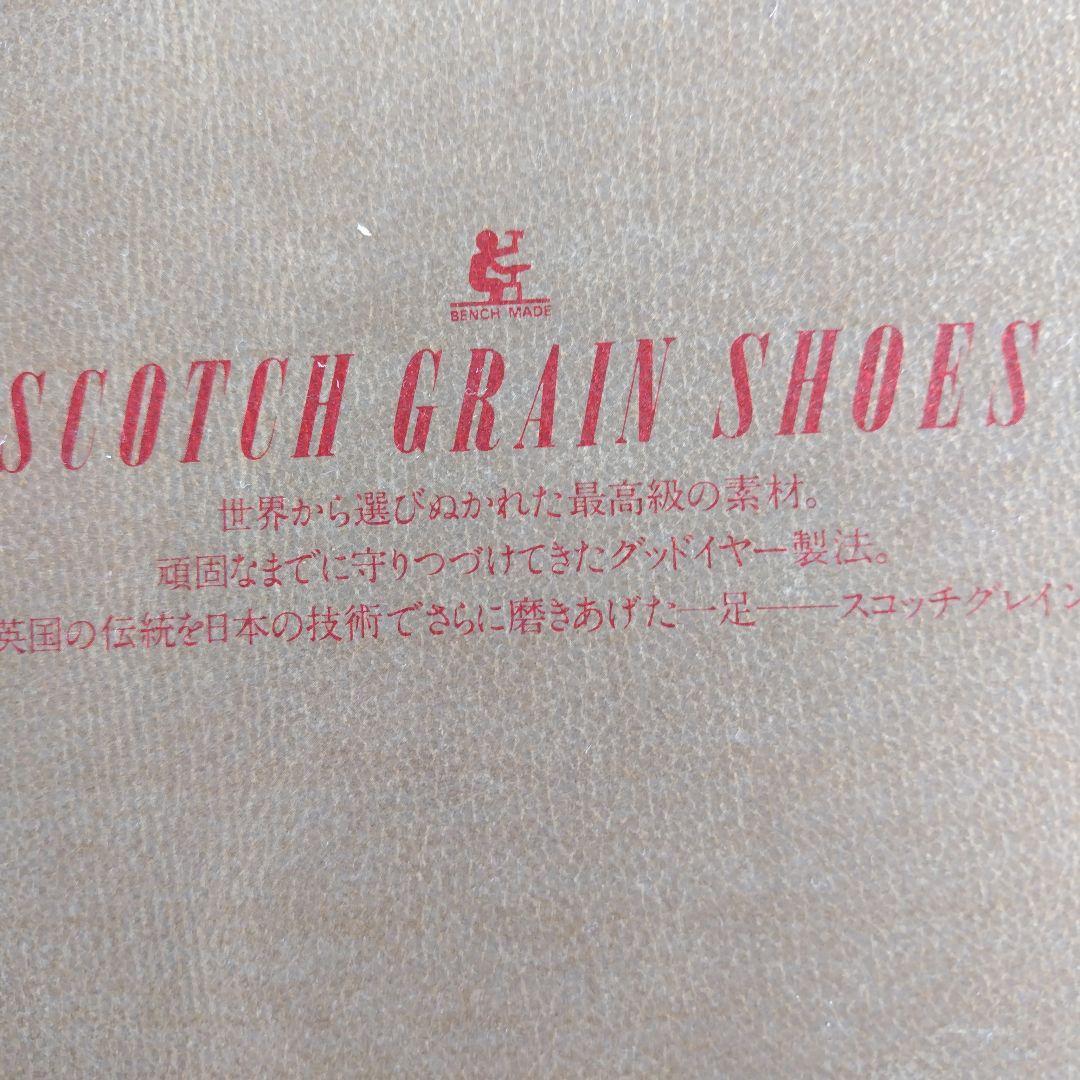 BENCH MADE
SCOTCH GRAIN SHOES
世界から選びぬかれた最高級の素材。
頑固なまでに守りつづけてきたグッドイヤー製法。
英国の伝統を日本の技術でさらに磨きあげた一足——スコッチグレイン